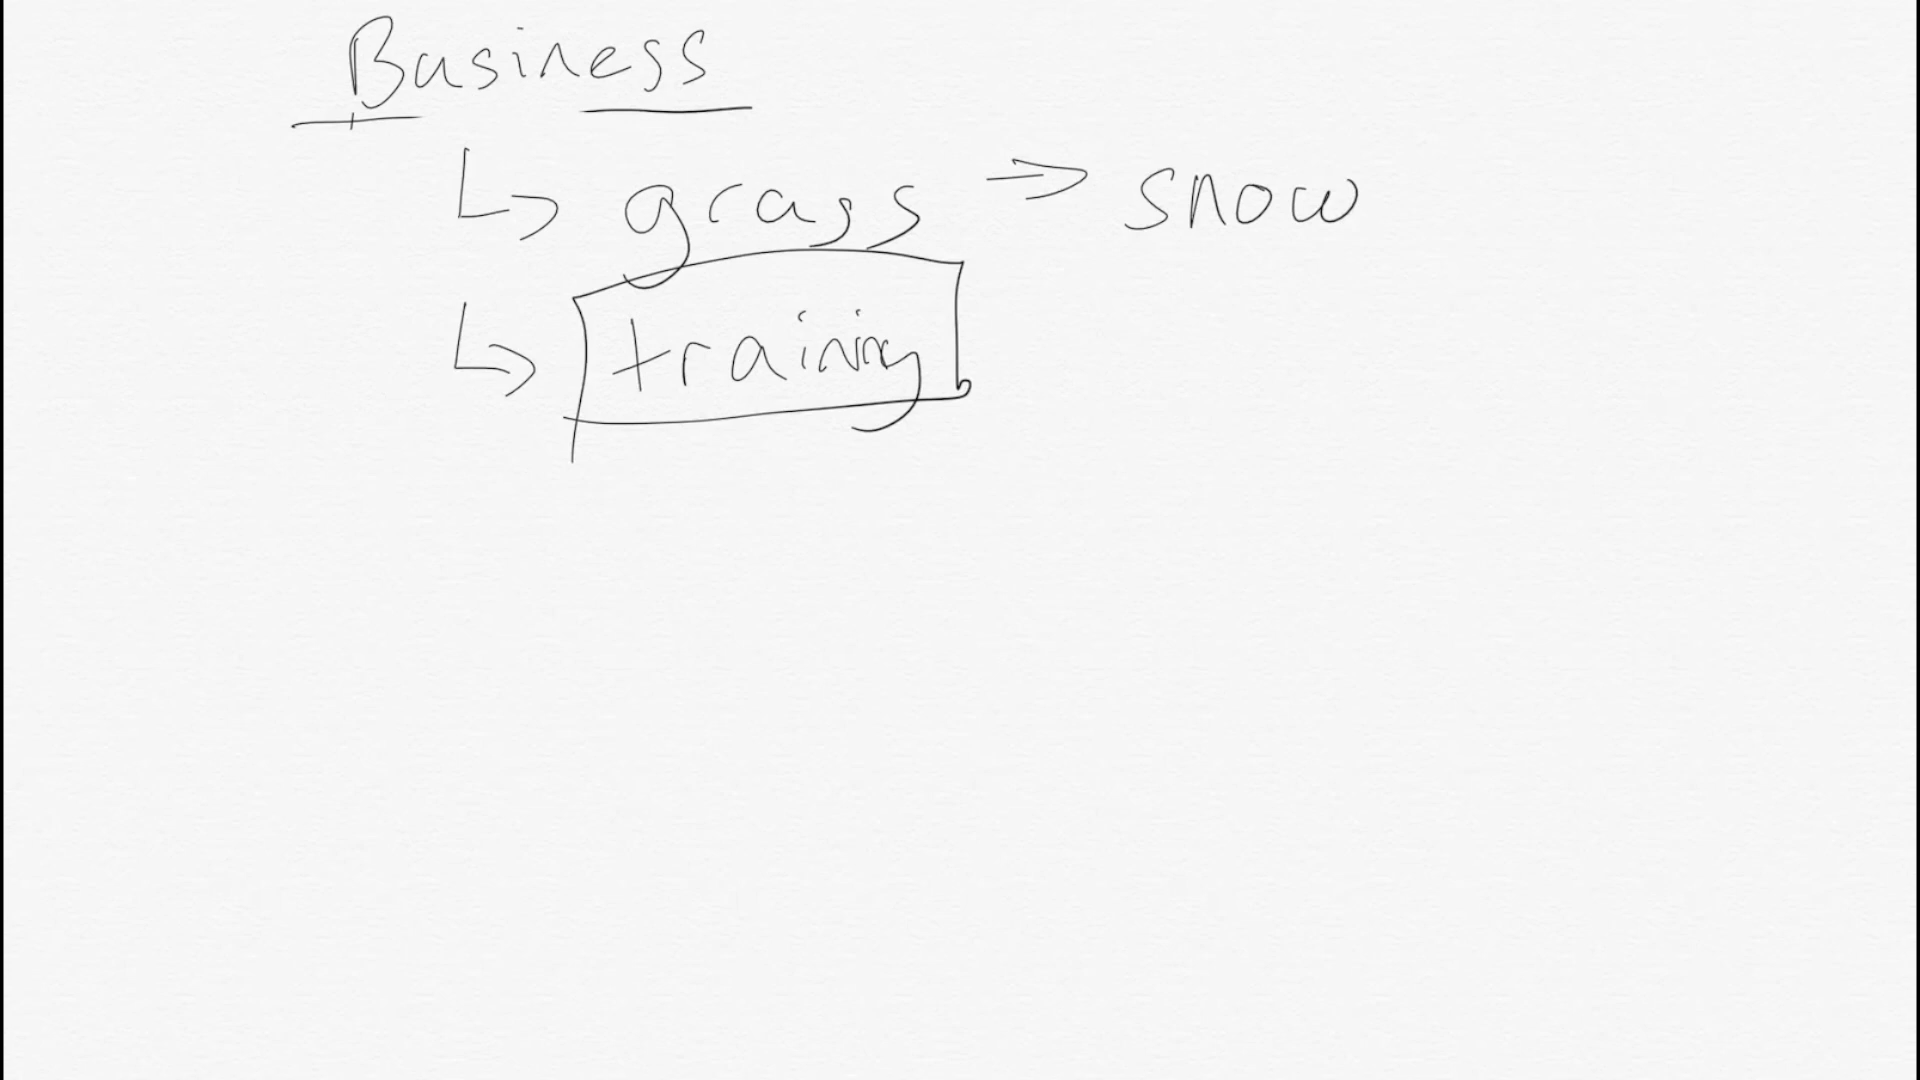 Business
↳ grass → snow
↳ training